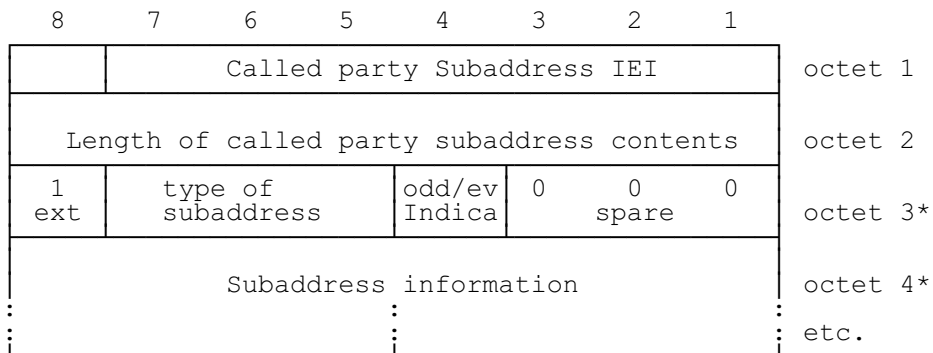 8 7 6 5 4 3 2 1
Called party Subaddress IEI octet 1
Length of called party subaddress contents octet 2
1 type of odd/ev 0 0 0
ext subaddress Indica spare octet 3*
Subaddress information octet 4*
: : :
: : : etc.